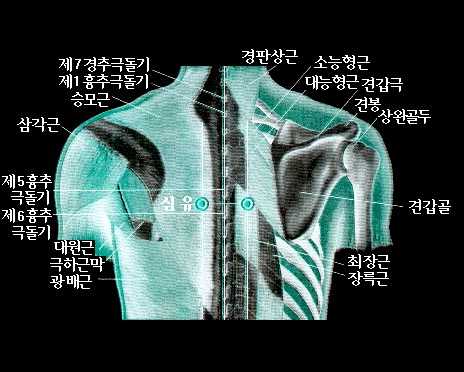 제7경추극돌기
제1흉추극돌기
승모근
삼각근
제5흉추
극돌기
제6흉추
극돌기
대원근
극하근막
광배근
신유
경판상근
소능형근
대능형근
견갑극
견봉
상완골두
견갑골
최장근
장륵근